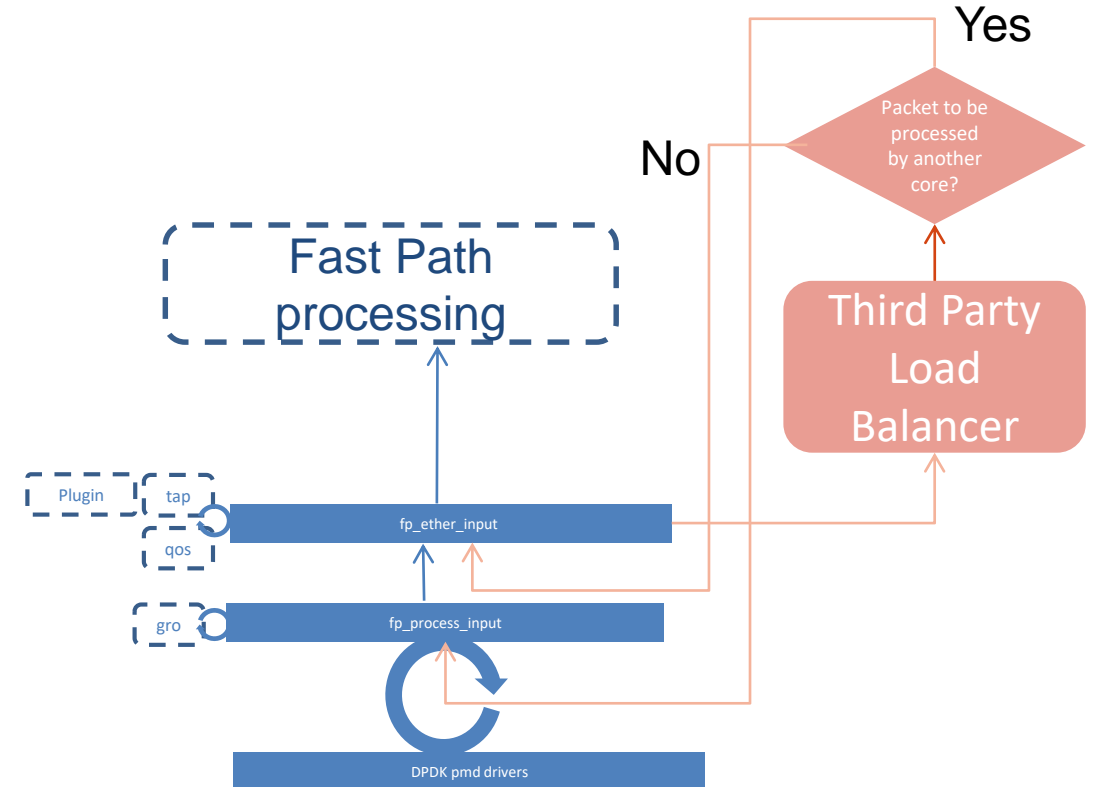 Yes
Packet to be
processed
by another
core?
No
Fast Path
processing
Third Party
Load
Balancer
Plugin
tap
qos
fp_ether_input
gro
fp_process_input
DPDK pmd drivers